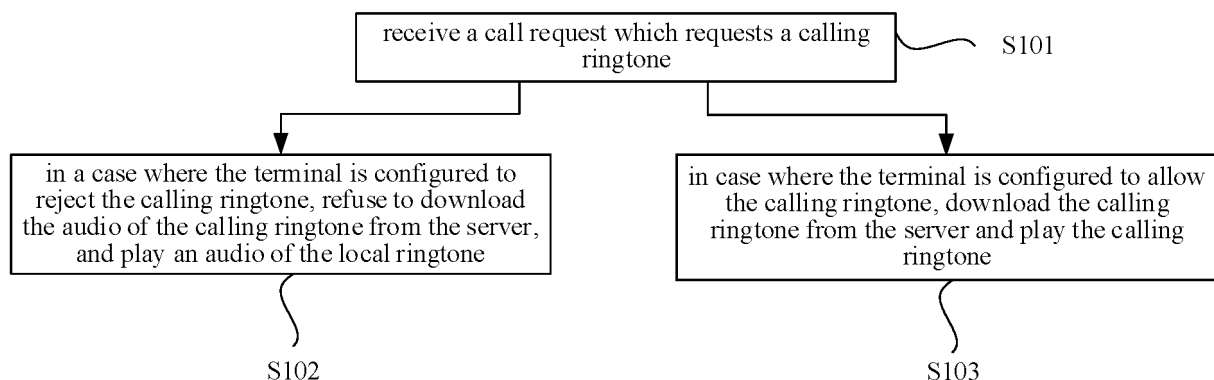 receive a call request which requests a calling
ringtone
S101
in a case where the terminal is configured to
reject the calling ringtone, refuse to download
the audio of the calling ringtone from the server,
and play an audio of the local ringtone
in case where the terminal is configured to allow
the calling ringtone, download the calling
ringtone from the server and play the calling
ringtone
S102
S103